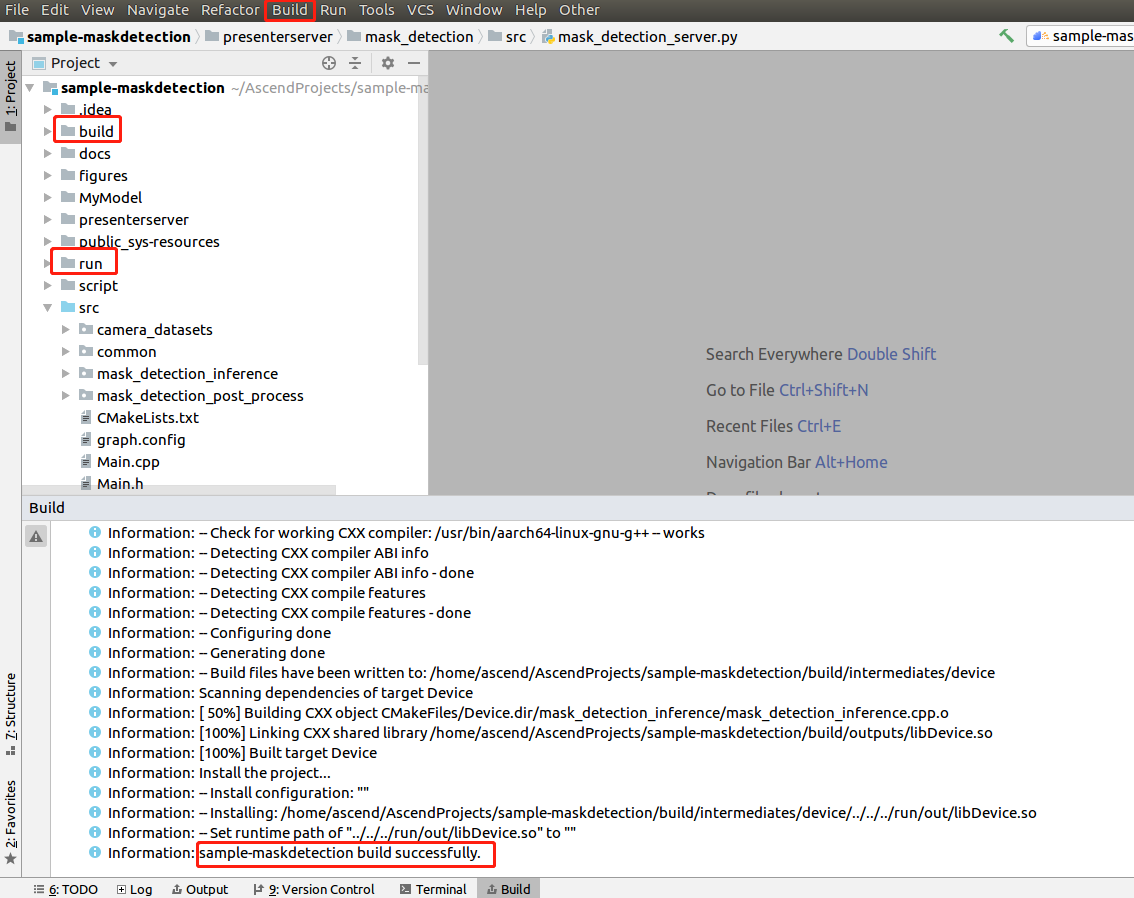 File Edit View Navigate Refactor Build Run Tools VCS Window Help Other
sample-maskdetection presenterserver mask_detection src mask_detection_server.py sample-mas
1: Project
Project
sample-maskdetection ~/AscendProjects/sample-ma
.idea
build
docs
figures
MyModel
presenterserver
public_sys-resources
run
script
src
camera_datasets
common
mask_detection_inference
mask_detection_post_process
CMakeLists.txt
graph.config
Main.cpp
Main.h
Search Everywhere Double Shift
Go to File Ctrl+Shift+N
Recent Files Ctrl+E
Navigation Bar Alt+Home
Build
Information: -- Check for working CXX compiler: /usr/bin/aarch64-linux-gnu-g++ -- works
Information: -- Detecting CXX compiler ABI info
Information: -- Detecting CXX compiler ABI info - done
Information: -- Detecting CXX compile features
Information: -- Detecting CXX compile features - done
Information: -- Configuring done
Information: -- Generating done
Information: -- Build files have been written to: /home/ascend/AscendProjects/sample-maskdetection/build/intermediates/device
Information: Scanning dependencies of target Device
Information: [ 50%] Building CXX object CMakeFiles/Device.dir/mask_detection_inference/mask_detection_inference.cpp.o
Information: [100%] Linking CXX shared library /home/ascend/AscendProjects/sample-maskdetection/build/outputs/libDevice.so
Information: [100%] Built target Device
Information: Install the project...
Information: -- Install configuration: ""
Information: -- Installing: /home/ascend/AscendProjects/sample-maskdetection/build/intermediates/device/../../../run/out/libDevice.so
Information: -- Set runtime path of "../../../run/out/libDevice.so" to ""
Information: sample-maskdetection build successfully.
7: Structure
2: Favorites
6: TODO Log Output 9: Version Control Terminal Build